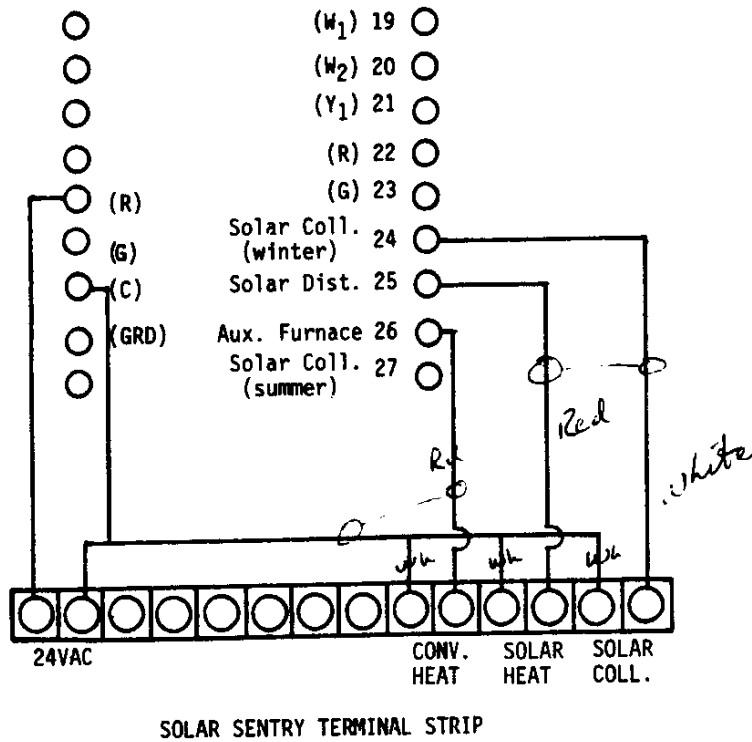 (W1) 19
(W2) 20
(Y1) 21
(R) 22
(R)
(G) 23
(G)
Solar Coll. 24
(winter)
(C)
Solar Dist. 25
(GRD)
Aux. Furnace 26
Solar Coll. 27
(summer)
Red
Rd
White
Wh
Wh
Wh
24VAC
CONV. HEAT
SOLAR HEAT
SOLAR COLL.
SOLAR SENTRY TERMINAL STRIP